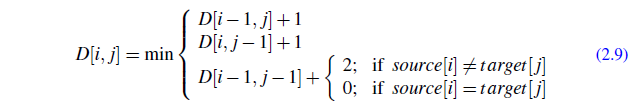 D[i−1, j]+1
D[i, j−1]+1
D[i, j] = min
D[i−1, j−1]+
2; if source[i] ≠ target[j]
0; if source[i] = target[j]
(2.9)